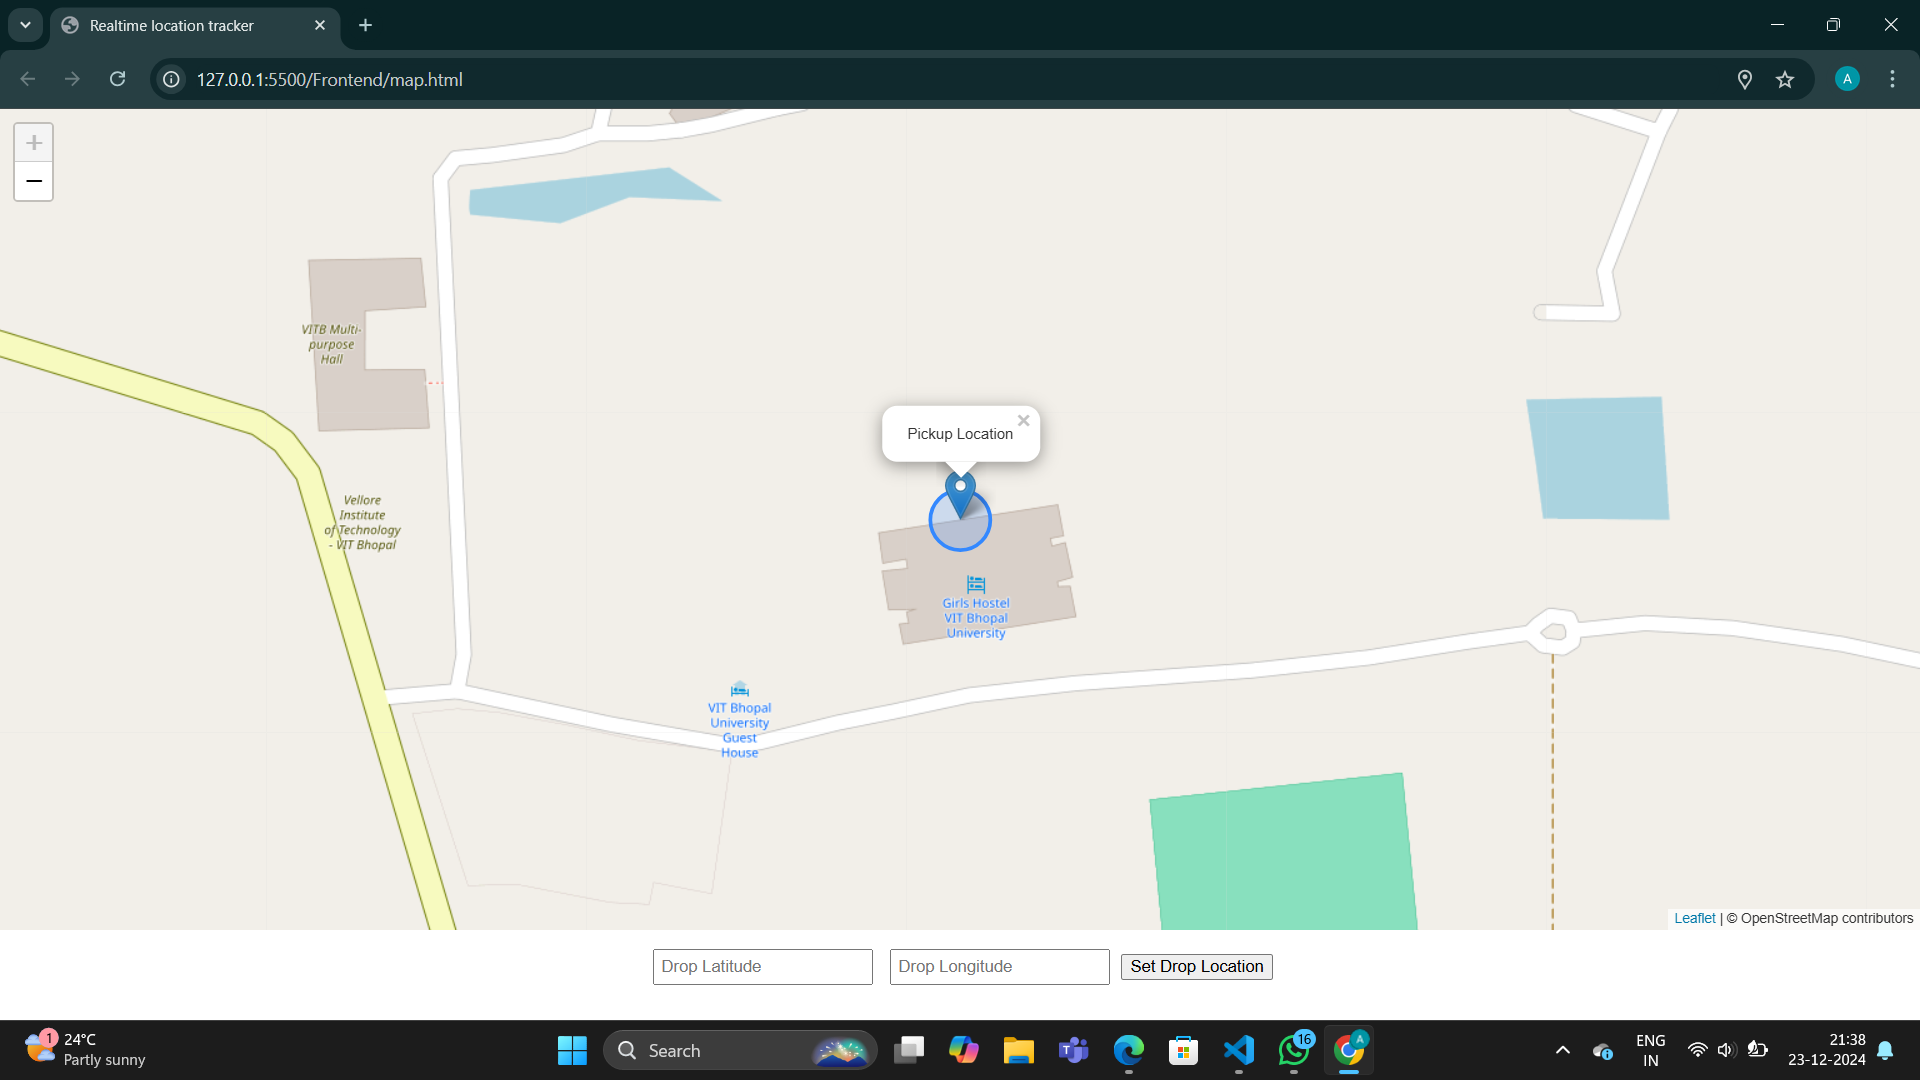 Realtime location tracker
127.0.0.1:5500/Frontend/map.html
A
+
−
VITB Multi-
purpose
Hall
Pickup Location
×
Vellore
Institute
of Technology
- VIT Bhopal
Girls Hostel
VIT Bhopal
University
VIT Bhopal
University
Guest
House
Leaflet | © OpenStreetMap contributors
Drop Latitude
Drop Longitude
Set Drop Location
1
24°C
Partly sunny
Search
T
16
A
ENG
IN
21:38
23-12-2024